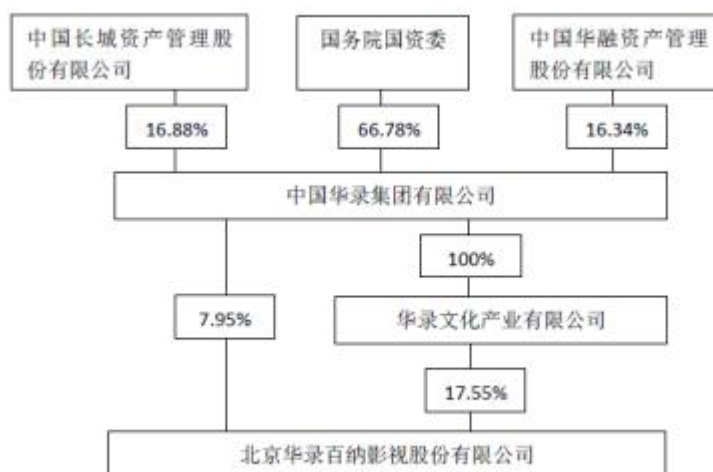 中国长城资产管理股
份有限公司
国务院国资委
中国华融资产管理
股份有限公司
16.88%
66.78%
16.34%
中国华录集团有限公司
100%
7.95%
华录文化产业有限公司
17.55%
北京华录百纳影视股份有限公司